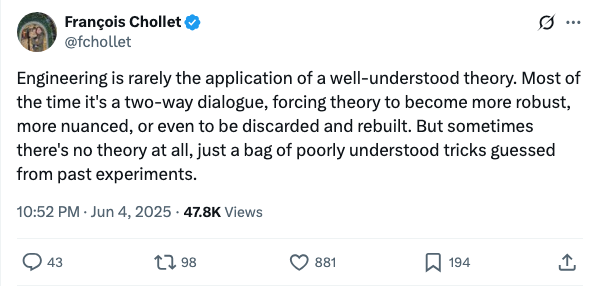 François Chollet
@fchollet
Engineering is rarely the application of a well-understood theory. Most of
the time it's a two-way dialogue, forcing theory to become more robust,
more nuanced, or even to be discarded and rebuilt. But sometimes
there's no theory at all, just a bag of poorly understood tricks guessed
from past experiments.
10:52 PM · Jun 4, 2025 · 47.8K Views
43 98 881 194